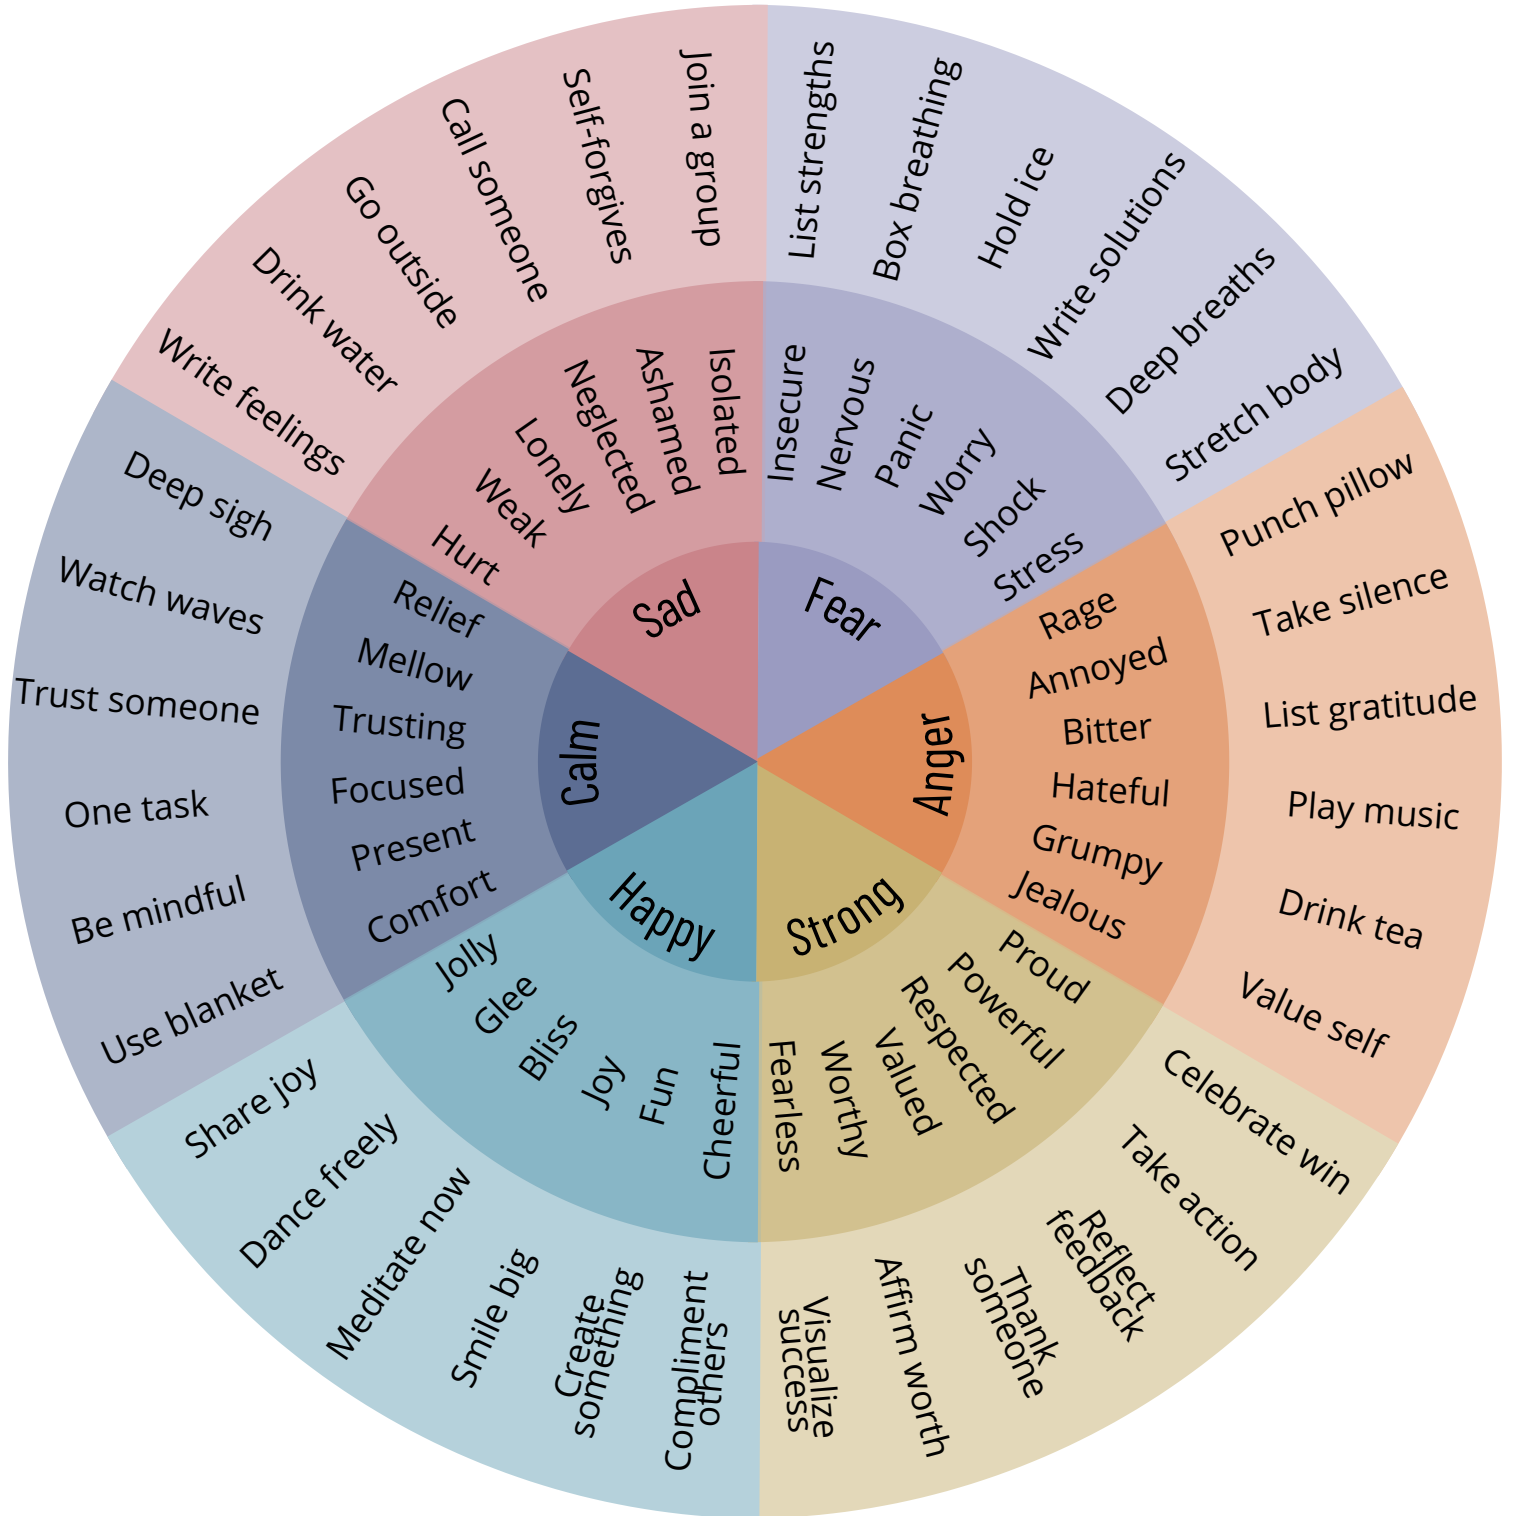 Sad
Fear
Anger
Strong
Happy
Calm
Insecure
Nervous
Panic
Worry
Shock
Stress
Rage
Annoyed
Bitter
Hateful
Grumpy
Jealous
Proud
Powerful
Respected
Valued
Worthy
Fearless
Cheerful
Fun
Joy
Bliss
Glee
Jolly
Comfort
Present
Focused
Trusting
Mellow
Relief
Hurt
Weak
Lonely
Neglected
Ashamed
Isolated
List strengths
Box breathing
Hold ice
Write solutions
Deep breaths
Stretch body
Punch pillow
Take silence
List gratitude
Play music
Drink tea
Value self
Celebrate win
Take action
Reflect
feedback
Thank
someone
Affirm worth
Visualize
success
Compliment
others
Create
something
Smile big
Meditate now
Dance freely
Share joy
Use blanket
Be mindful
One task
Trust someone
Watch waves
Deep sigh
Write feelings
Drink water
Go outside
Call someone
Self-forgives
Join a group